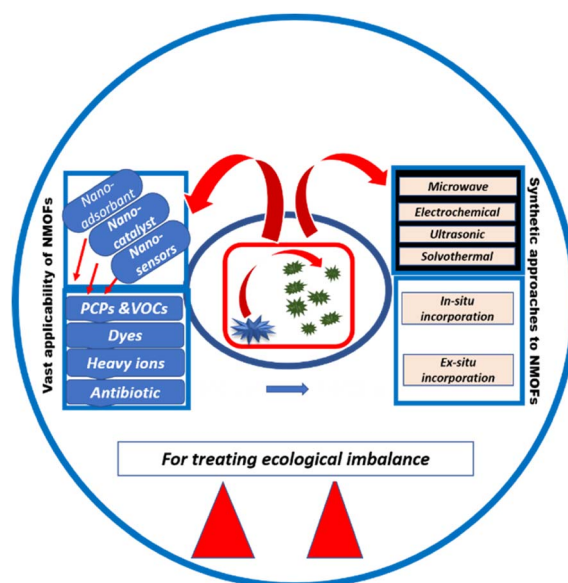 Vast applicability of NMOFs
Nano-
adsorbant
Nano-
catalyst
Nano-
sensors
PCPs &VOCs
Dyes
Heavy ions
Antibiotic
Microwave
Electrochemical
Ultrasonic
Solvothermal
In-situ
incorporation
Ex-situ
incorporation
Synthetic approaches to NMOFs
For treating ecological imbalance